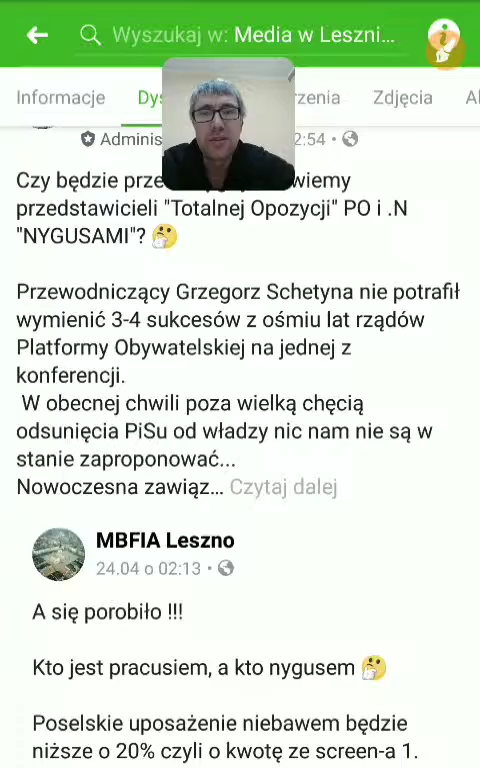 Wyszukaj w: Media w Leszni...
Informacje Dys rzenia Zdjęcia A
Adminis 2:54
Czy będzie prze wiemy
przedstawicieli "Totalnej Opozycji" PO i .N
"NYGUSAMI"? 🤔
Przewodniczący Grzegorz Schetyna nie potrafił
wymienić 3-4 sukcesów z ośmiu lat rządów
Platformy Obywatelskiej na jednej z
konferencji.
W obecnej chwili poza wielką chęcią
odsunięcia PiSu od władzy nic nam nie są w
stanie zaproponować...
Nowoczesna zawiąz... Czytaj dalej
MBFIA Leszno
24.04 o 02:13
A się porobiło !!!
Kto jest pracusiem, a kto nygusem 🤔
Poselskie uposażenie niebawem będzie
niższe o 20% czyli o kwotę ze screen-a 1.